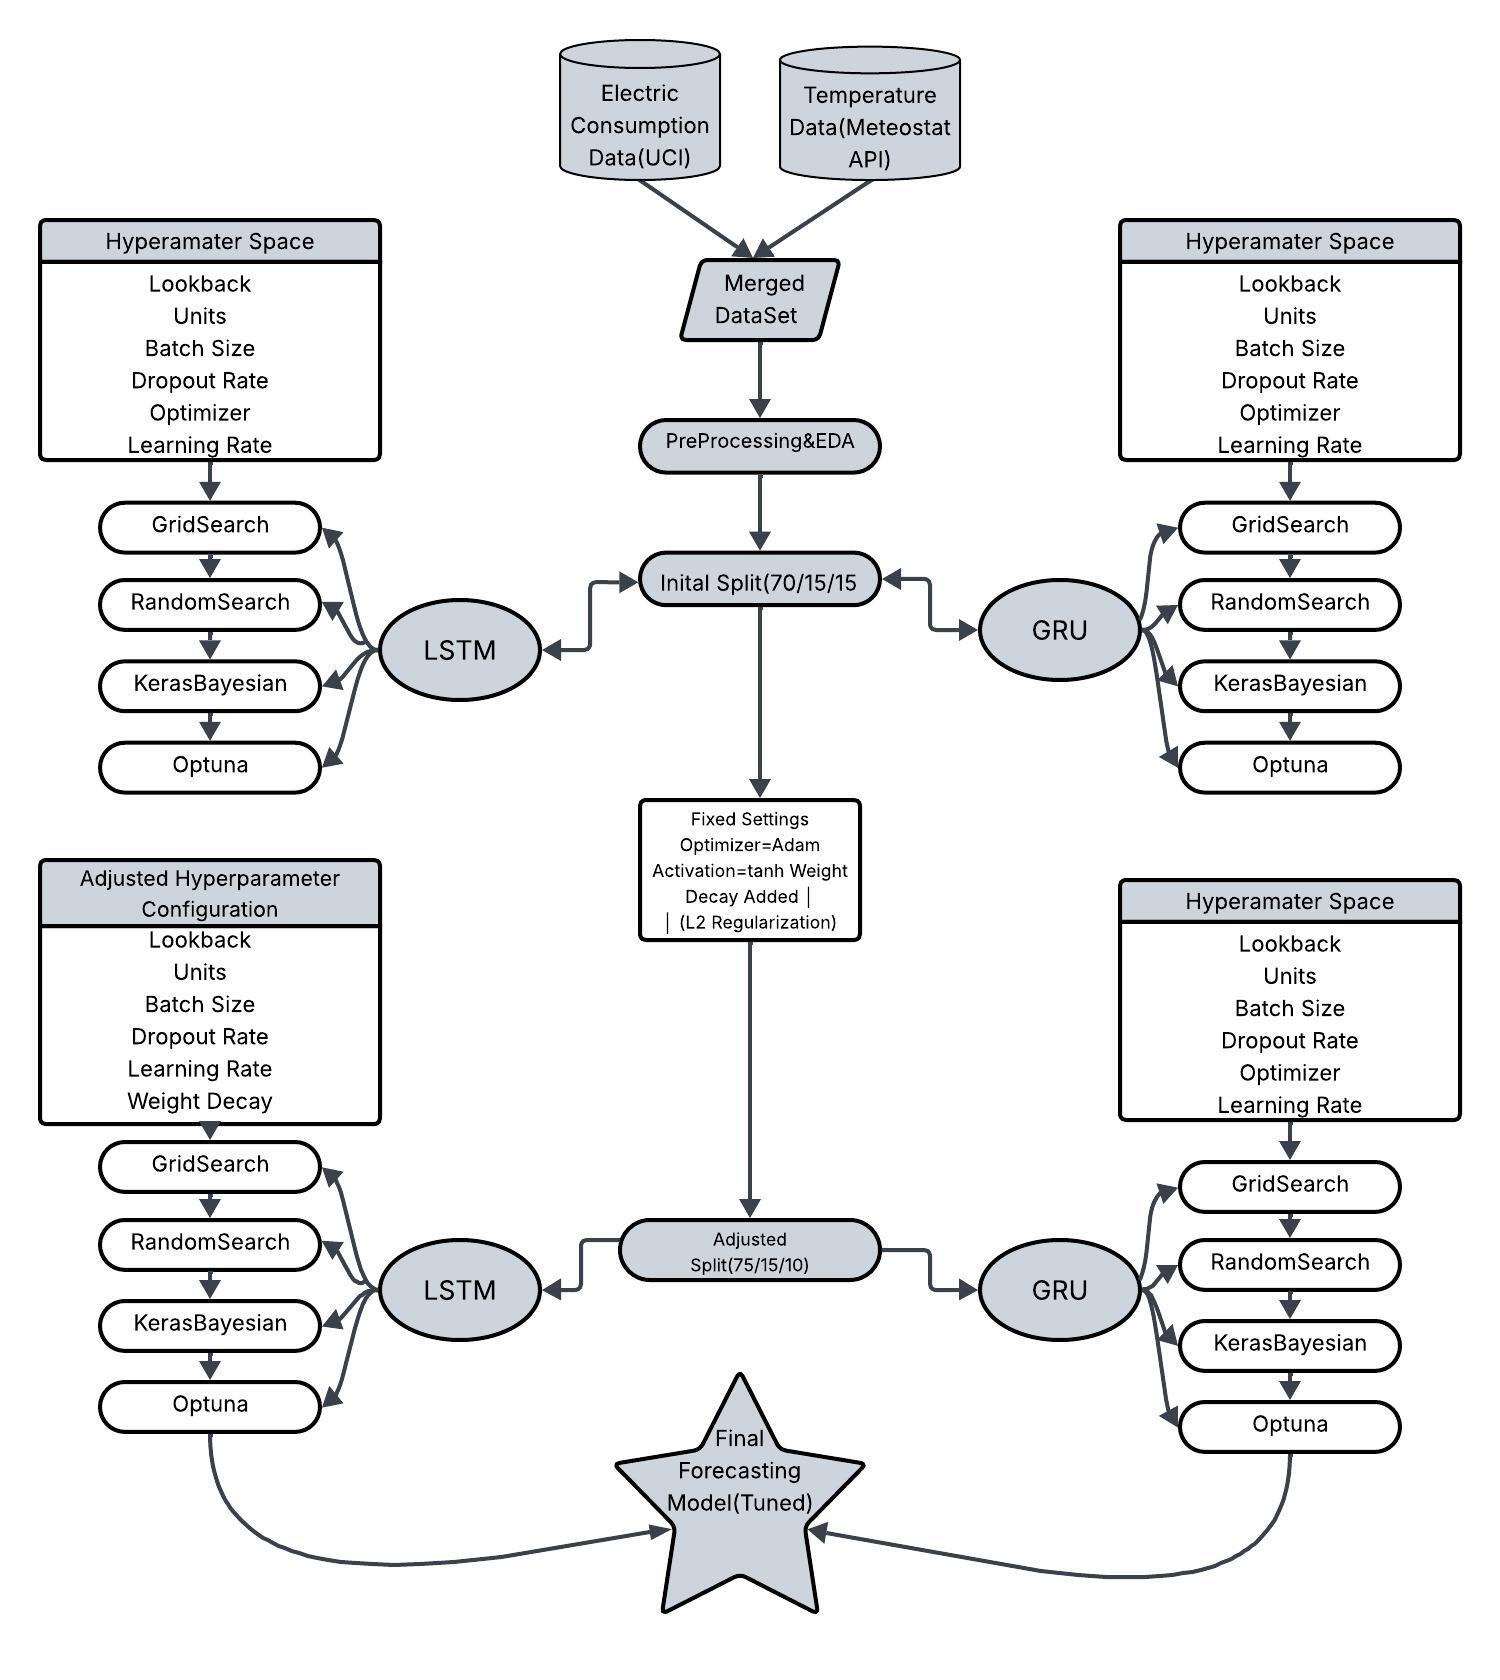 Electric
Consumption
Data(UCI)
Temperature
Data(Meteostat
API)
Merged
DataSet
PreProcessing&EDA
Inital Split(70/15/15
Hyperamater Space
Lookback
Units
Batch Size
Dropout Rate
Optimizer
Learning Rate
GridSearch
RandomSearch
KerasBayesian
Optuna
LSTM
Hyperamater Space
Lookback
Units
Batch Size
Dropout Rate
Optimizer
Learning Rate
GridSearch
RandomSearch
KerasBayesian
Optuna
GRU
Fixed Settings
Optimizer=Adam
Activation=tanh Weight
Decay Added |
| (L2 Regularization)
Adjusted Hyperparameter
Configuration
Lookback
Units
Batch Size
Dropout Rate
Learning Rate
Weight Decay
GridSearch
RandomSearch
KerasBayesian
Optuna
LSTM
Adjusted
Split(75/15/10)
Hyperamater Space
Lookback
Units
Batch Size
Dropout Rate
Optimizer
Learning Rate
GridSearch
RandomSearch
KerasBayesian
Optuna
GRU
Final
Forecasting
Model(Tuned)